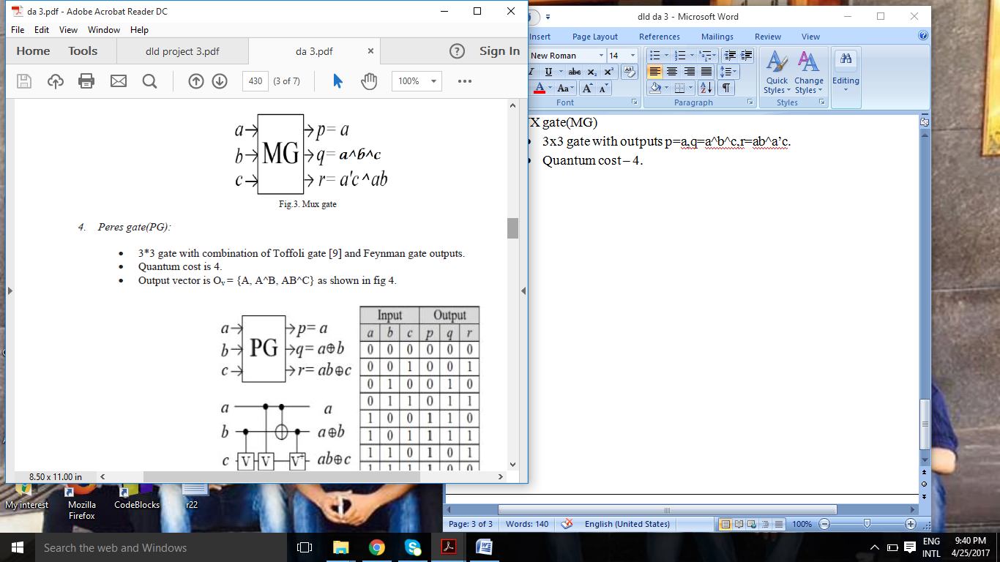 da 3.pdf - Adobe Acrobat Reader DC
File Edit View Window Help
Home Tools dld project 3.pdf da 3.pdf × ? Sign In
430 (3 of 7) 100%
a p= a
b MG q= a^b^c
c r= a'c ^ab
Fig.3. Mux gate
4. Peres gate(PG):
• 3*3 gate with combination of Toffoli gate [9] and Feynman gate outputs.
• Quantum cost is 4.
• Output vector is Ov = {A, A^B, AB^C} as shown in fig 4.
a p= a
b PG q= a⊕b
c r= ab⊕c
a a
b a⊕b
c V V V+ ab⊕c
Input Output
a b c p q r
0 0 0 0 0 0
0 0 1 0 0 1
0 1 0 0 1 0
0 1 1 0 1 1
1 0 0 1 1 0
1 0 1 1 1 1
1 1 0 1 0 1
1 1 1 1 0 0
8.50 x 11.00 in
dld da 3 - Microsoft Word
Insert Page Layout References Mailings Review View
New Roman 14
I U abc x₂ x²
A Aa A A
Quick Styles Change Styles Editing
Font Paragraph Styles
X gate(MG)
• 3x3 gate with outputs p=a,q=a^b^c,r=ab^a’c.
• Quantum cost – 4.
Page: 3 of 3 Words: 140 English (United States) 100%
My interest Mozilla Firefox CodeBlocks r22
Search the web and Windows
ENG INTL
9:40 PM
4/25/2017